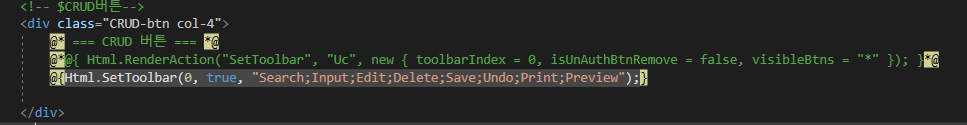 <!-- $CRUD버튼-->
<div class="CRUD-btn col-4">
@* === CRUD 버튼 === *@
@*@{ Html.RenderAction("SetToolbar", "Uc", new { toolbarIndex = 0, isUnAuthBtnRemove = false, visibleBtns = "*" }); }*@
@{Html.SetToolbar(0, true, "Search;Input;Edit;Delete;Save;Undo;Print;Preview");}
</div>